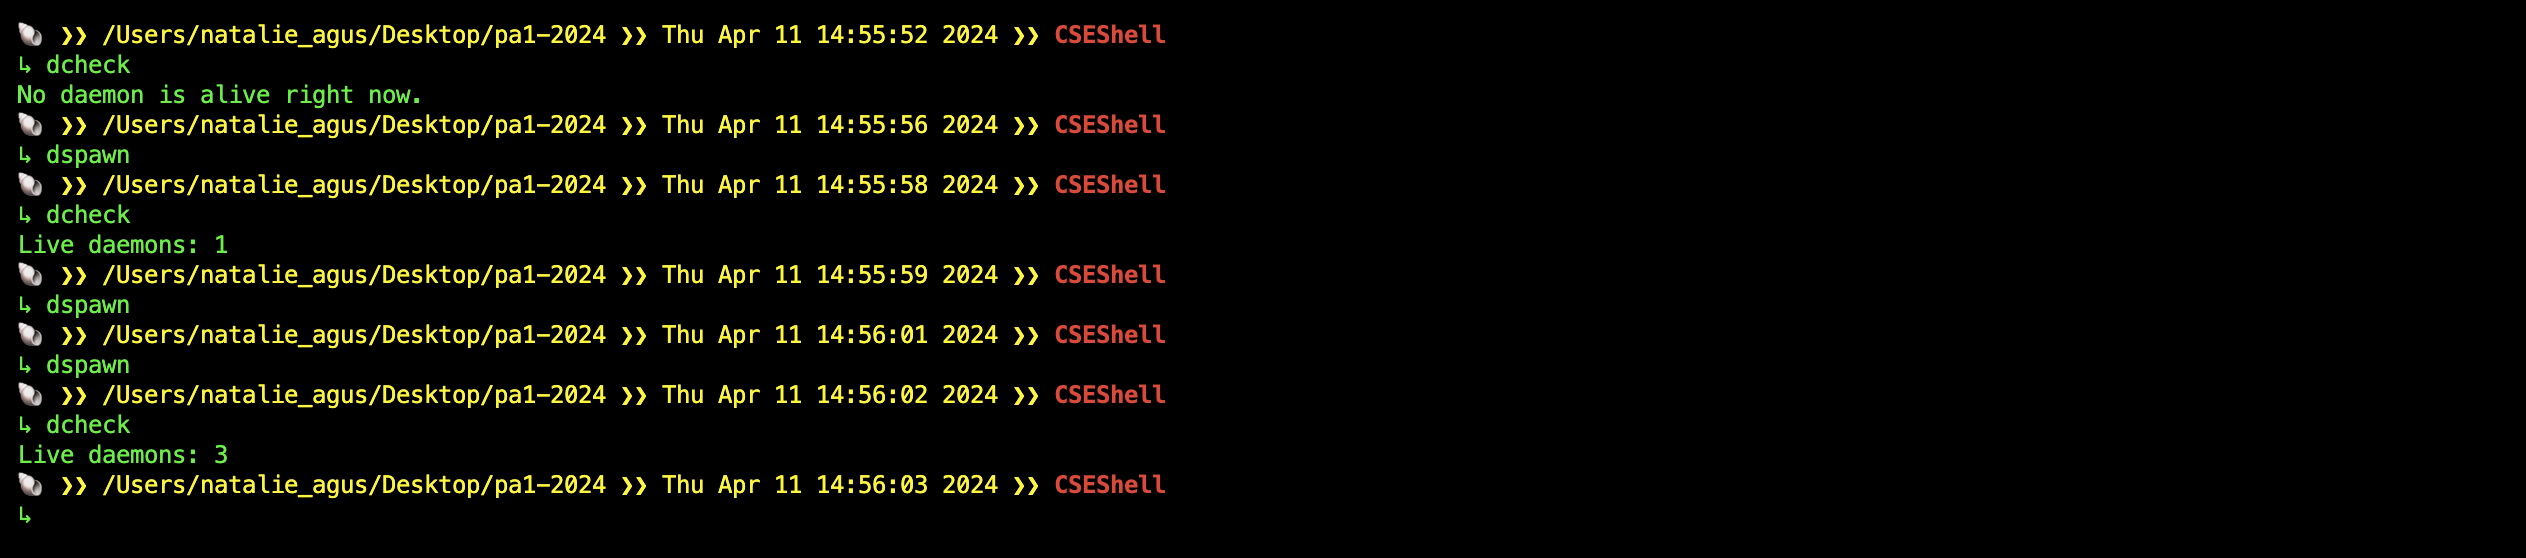 🐚 ❯❯ /Users/natalie_agus/Desktop/pa1-2024 ❯❯ Thu Apr 11 14:55:52 2024 ❯❯ CSEShell
↳ dcheck
No daemon is alive right now.
🐚 ❯❯ /Users/natalie_agus/Desktop/pa1-2024 ❯❯ Thu Apr 11 14:55:56 2024 ❯❯ CSEShell
↳ dspawn
🐚 ❯❯ /Users/natalie_agus/Desktop/pa1-2024 ❯❯ Thu Apr 11 14:55:58 2024 ❯❯ CSEShell
↳ dcheck
Live daemons: 1
🐚 ❯❯ /Users/natalie_agus/Desktop/pa1-2024 ❯❯ Thu Apr 11 14:55:59 2024 ❯❯ CSEShell
↳ dspawn
🐚 ❯❯ /Users/natalie_agus/Desktop/pa1-2024 ❯❯ Thu Apr 11 14:56:01 2024 ❯❯ CSEShell
↳ dspawn
🐚 ❯❯ /Users/natalie_agus/Desktop/pa1-2024 ❯❯ Thu Apr 11 14:56:02 2024 ❯❯ CSEShell
↳ dcheck
Live daemons: 3
🐚 ❯❯ /Users/natalie_agus/Desktop/pa1-2024 ❯❯ Thu Apr 11 14:56:03 2024 ❯❯ CSEShell
↳